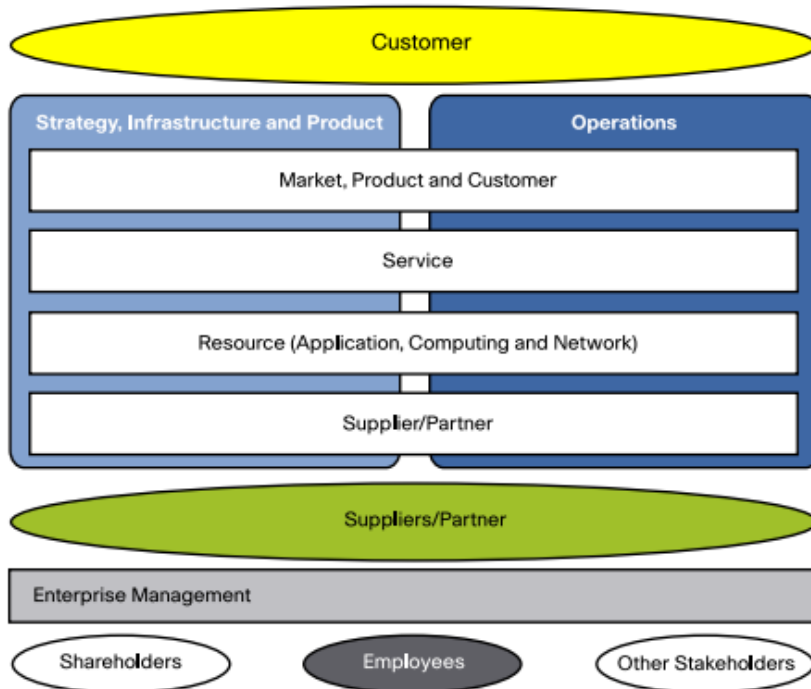 Customer
Strategy, Infrastructure and Product
Operations
Market, Product and Customer
Service
Resource (Application, Computing and Network)
Supplier/Partner
Suppliers/Partner
Enterprise Management
Shareholders
Employees
Other Stakeholders